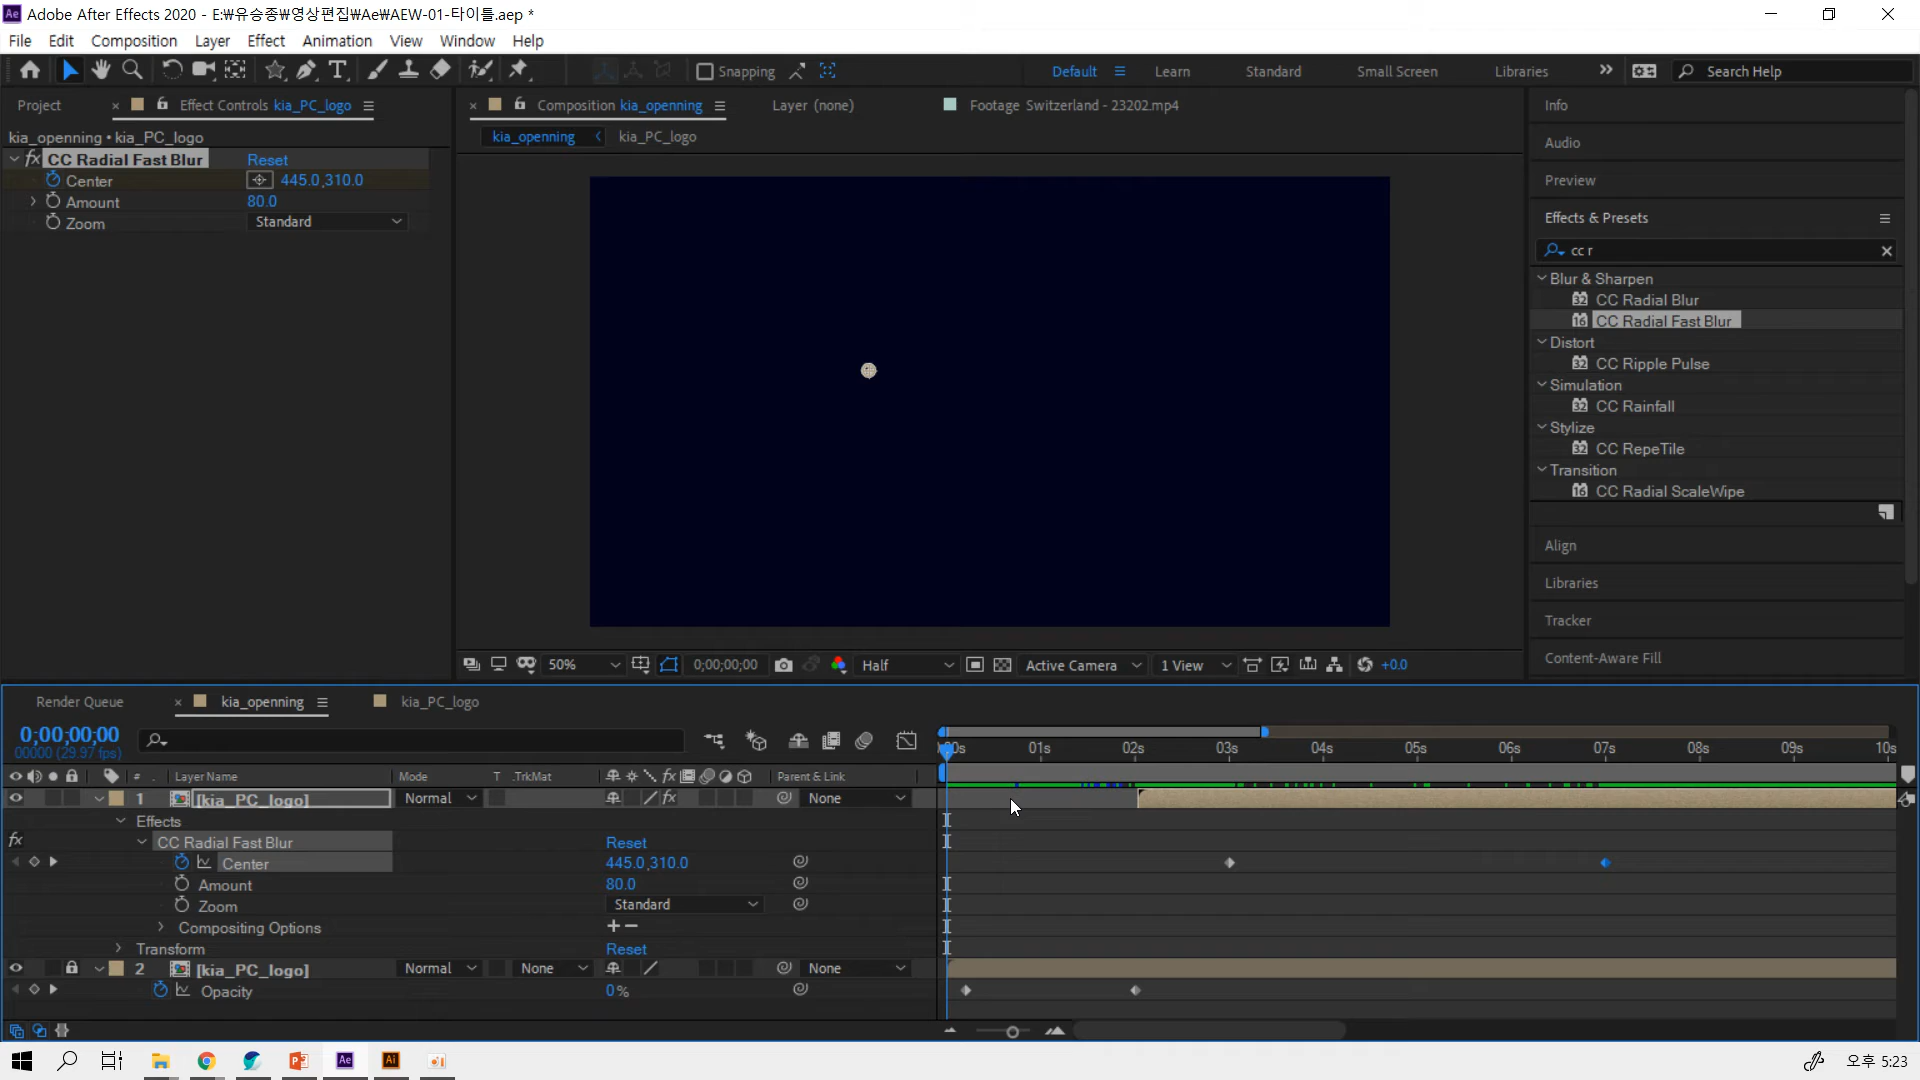 Adobe After Effects 2020 - E:₩유승종₩영상편집₩Ae₩AEW-01-타이틀.aep *
File Edit Composition Layer Effect Animation View Window Help
Snapping Default Learn Standard Small Screen Libraries Search Help
Project Effect Controls kia_PC_logo
kia_openning • kia_PC_logo
fx CC Radial Fast Blur Reset
Center 445.0,310.0
Amount 80.0
Zoom Standard
Composition kia_openning Layer (none) Footage Switzerland - 23202.mp4
kia_openning kia_PC_logo
50% 0;00;00;00 Half Active Camera 1 View +0.0
Info
Audio
Preview
Effects & Presets
cc r
Blur & Sharpen
CC Radial Blur
CC Radial Fast Blur
Distort
CC Ripple Pulse
Simulation
CC Rainfall
Stylize
CC RepeTile
Transition
CC Radial ScaleWipe
Align
Libraries
Tracker
Content-Aware Fill
Render Queue kia_openning kia_PC_logo
0;00;00;00
00000 (29.97 fps)
01s 02s 03s 04s 05s 06s 07s 08s 09s 10s
# Layer Name Mode T .TrkMat Parent & Link
1 [kia_PC_logo] Normal None
Effects
CC Radial Fast Blur Reset
Center 445.0,310.0
Amount 80.0
Zoom Standard
Compositing Options
Transform Reset
2 [kia_PC_logo] Normal None None
Opacity 0%
오후 5:23